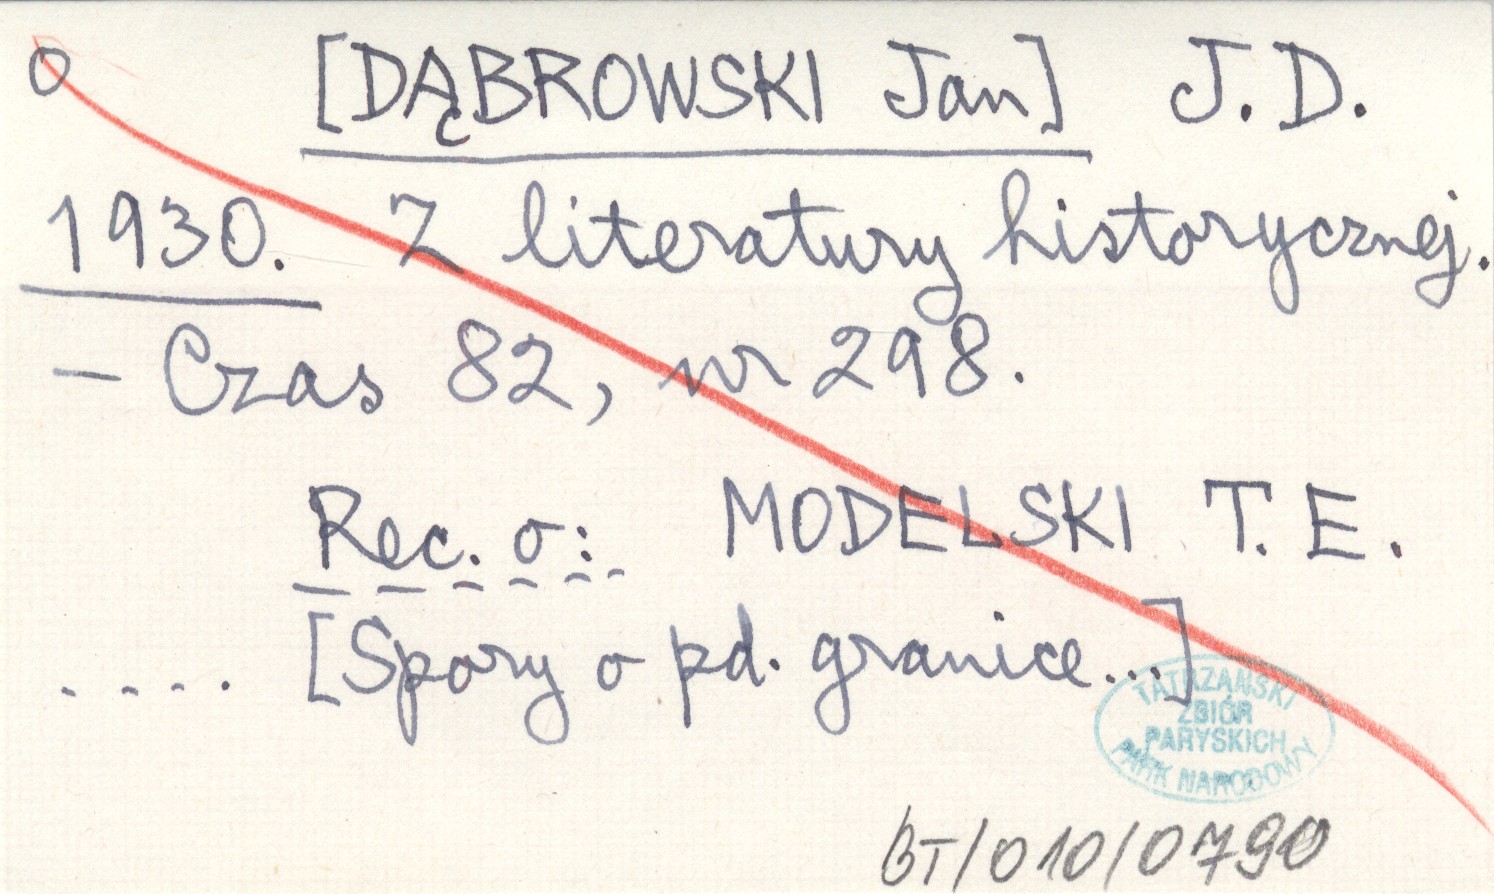 o [DĄBROWSKI Jan] J. D.
1930. Z literatury historycznej.
– Czas 82, nr 298.
Rec. o: MODELSKI T. E.
..... [Spory o pd. granice...]
TATRZAŃSKI
ZBIÓR
PARYSKICH
PARK NARODOWY
BT/010/0790